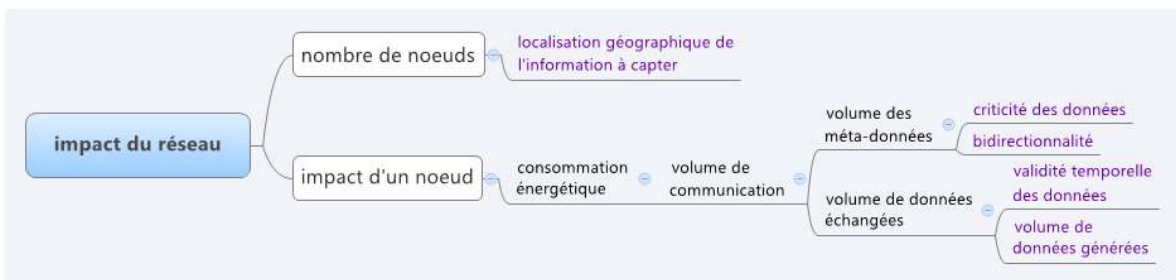 impact du réseau
nombre de noeuds
localisation géographique de
l'information à capter
impact d'un noeud
consommation
énergétique
volume de
communication
volume des
méta-données
criticité des données
bidirectionnalité
volume de données
échangées
validité temporelle
des données
volume de
données générées